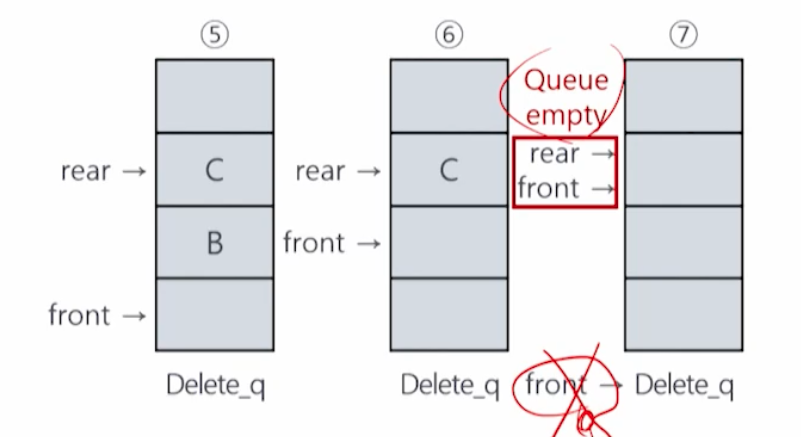 ⑤ ⑥ ⑦
Queue
empty
rear → C rear → C rear →
front →
B front →
front →
Delete_q Delete_q front → Delete_q